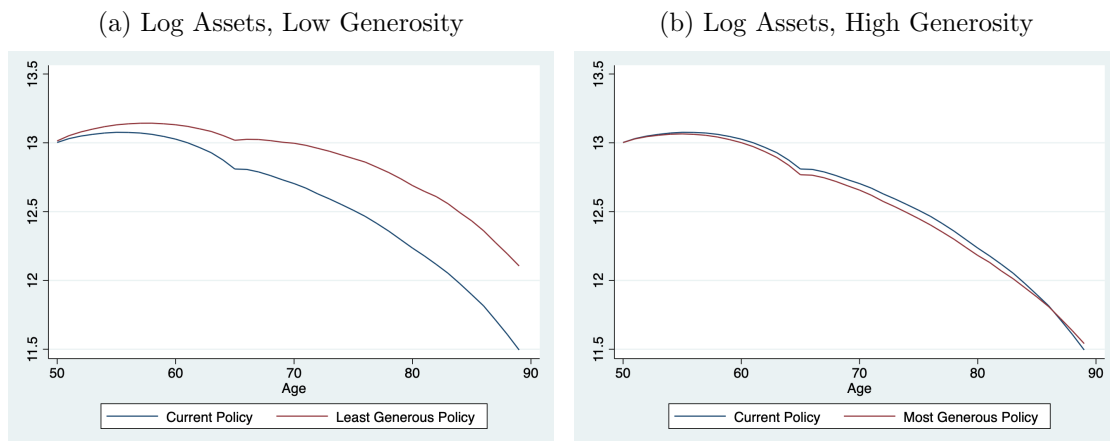 (a) Log Assets, Low Generosity
13.5
13
12.5
12
11.5
50 60 70 80 90
Age
Current Policy Least Generous Policy
(b) Log Assets, High Generosity
13.5
13
12.5
12
11.5
50 60 70 80 90
Age
Current Policy Most Generous Policy